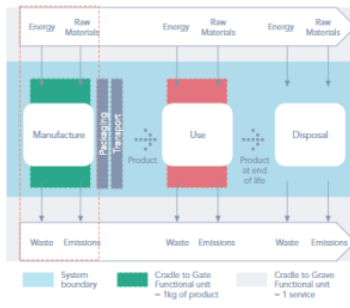 Energy
Raw
Materials
Energy
Raw
Materials
Energy
Raw
Materials
Manufacture
Packaging
Transport
Product
Use
Product
at end
of life
Disposal
Waste
Emissions
Waste
Emissions
Waste
Emissions
System
boundary
Cradle to Gate
Functional unit
= 1kg of product
Cradle to Grave
Functional unit
= 1 service